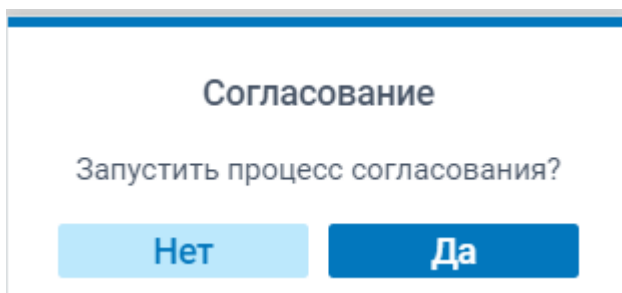 Согласование
Запустить процесс согласования?
Нет
Да